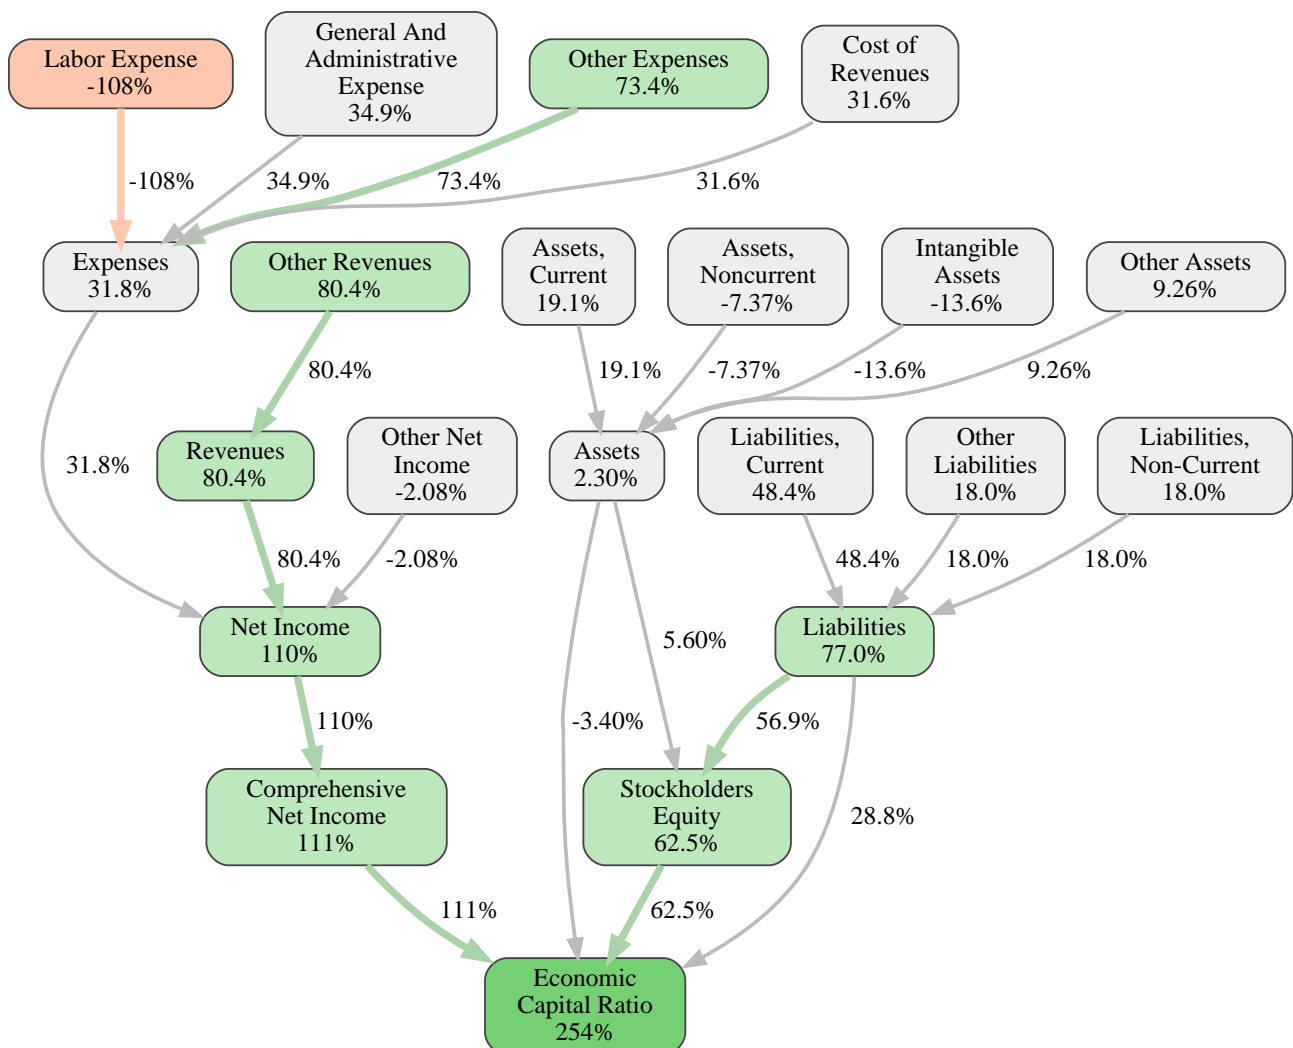 Labor Expense
-108%
General And
Administrative
Expense
34.9%
Other Expenses
73.4%
Cost of
Revenues
31.6%
-108%
34.9%
73.4%
31.6%
Expenses
31.8%
Other Revenues
80.4%
Assets,
Current
19.1%
Assets,
Noncurrent
-7.37%
Intangible
Assets
-13.6%
Other Assets
9.26%
80.4%
19.1%
-7.37%
-13.6%
9.26%
31.8%
Revenues
80.4%
Other Net
Income
-2.08%
Assets
2.30%
Liabilities,
Current
48.4%
Other
Liabilities
18.0%
Liabilities,
Non-Current
18.0%
80.4%
-2.08%
48.4%
18.0%
18.0%
Net Income
110%
5.60%
Liabilities
77.0%
110%
-3.40%
56.9%
Comprehensive
Net Income
111%
Stockholders
Equity
62.5%
28.8%
111%
62.5%
Economic
Capital Ratio
254%